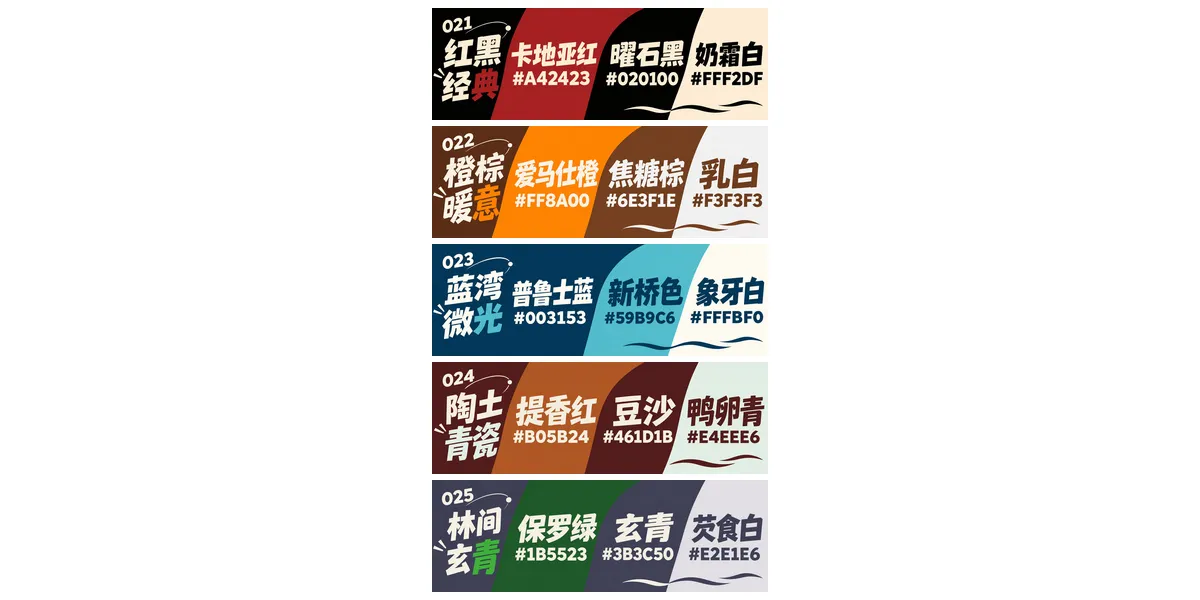 021
红黑
经典
卡地亚红
#A42423
曜石黑
#020100
奶霜白
#FFF2DF
022
橙棕
暖意
爱马仕橙
#FF8A00
焦糖棕
#6E3F1E
乳白
#F3F3F3
023
蓝湾
微光
普鲁士蓝
#003153
新桥色
#59B9C6
象牙白
#FFFBF0
024
陶土
青瓷
提香红
#B05B24
豆沙
#461D1B
鸭卵青
#E4EEE6
025
林间
玄青
保罗绿
#1B5523
玄青
#3B3C50
芡食白
#E2E1E6